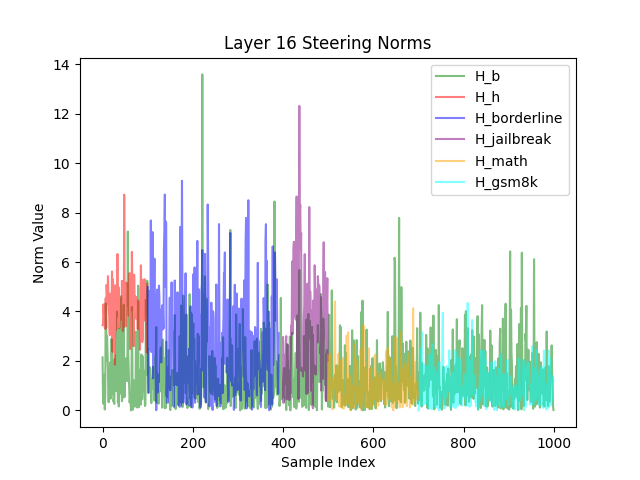 Layer 16 Steering Norms
14
12
10
8
6
4
2
0
Norm Value
0
200
400
600
800
1000
Sample Index
H_b
H_h
H_borderline
H_jailbreak
H_math
H_gsm8k